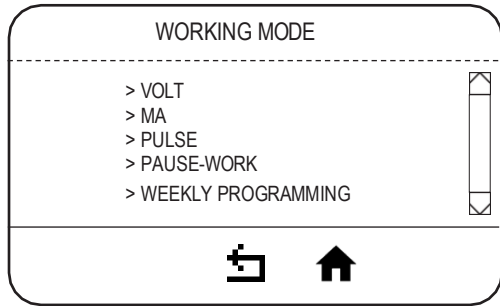 WORKING MODE
> VOLT
> MA
> PULSE
> PAUSE-WORK
> WEEKLY PROGRAMMING